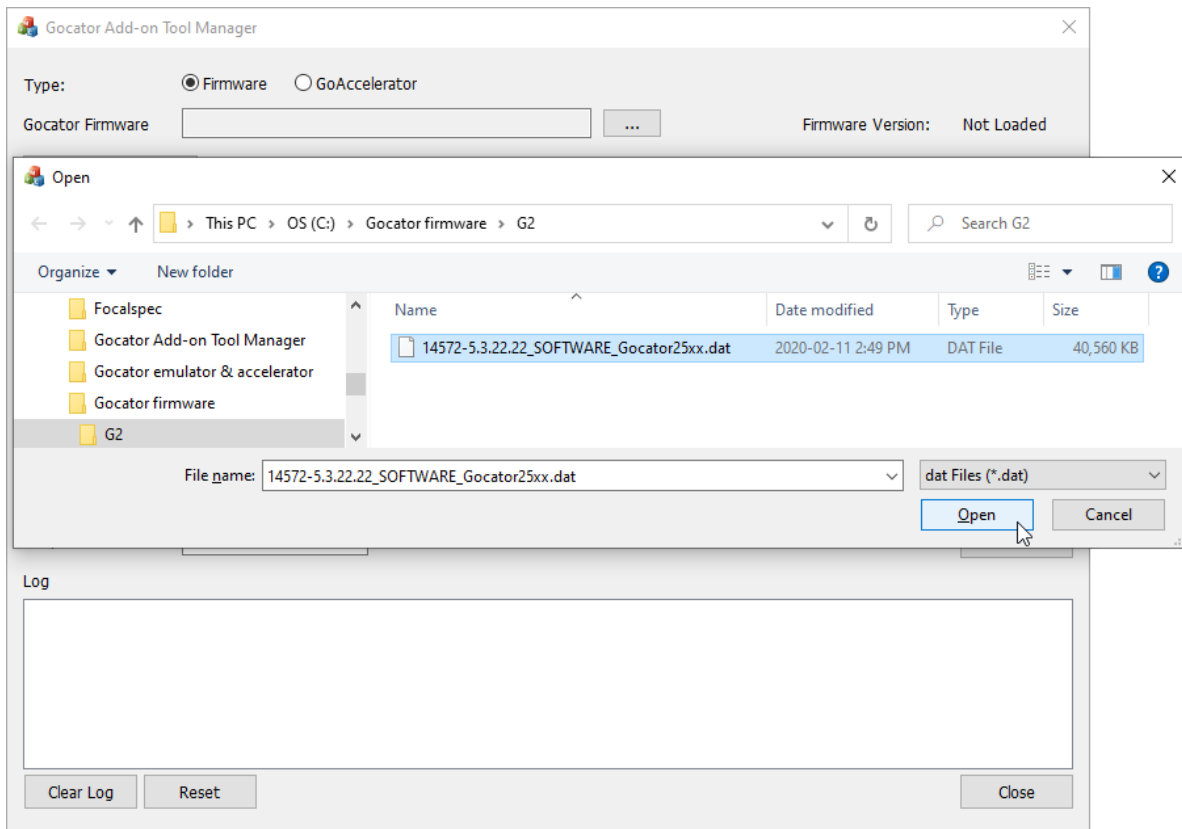 Gocator Add-on Tool Manager
Type: Firmware GoAccelerator
Gocator Firmware ... Firmware Version: Not Loaded
Open
This PC > OS (C:) > Gocator firmware > G2 Search G2
Organize New folder
Name Date modified Type Size
Focalspec
14572-5.3.22.22_SOFTWARE_Gocator25xx.dat 2020-02-11 2:49 PM DAT File 40,560 KB
Gocator Add-on Tool Manager
Gocator emulator & accelerator
Gocator firmware
G2
File name: 14572-5.3.22.22_SOFTWARE_Gocator25xx.dat dat Files (*.dat)
Open Cancel
Log
Clear Log Reset Close